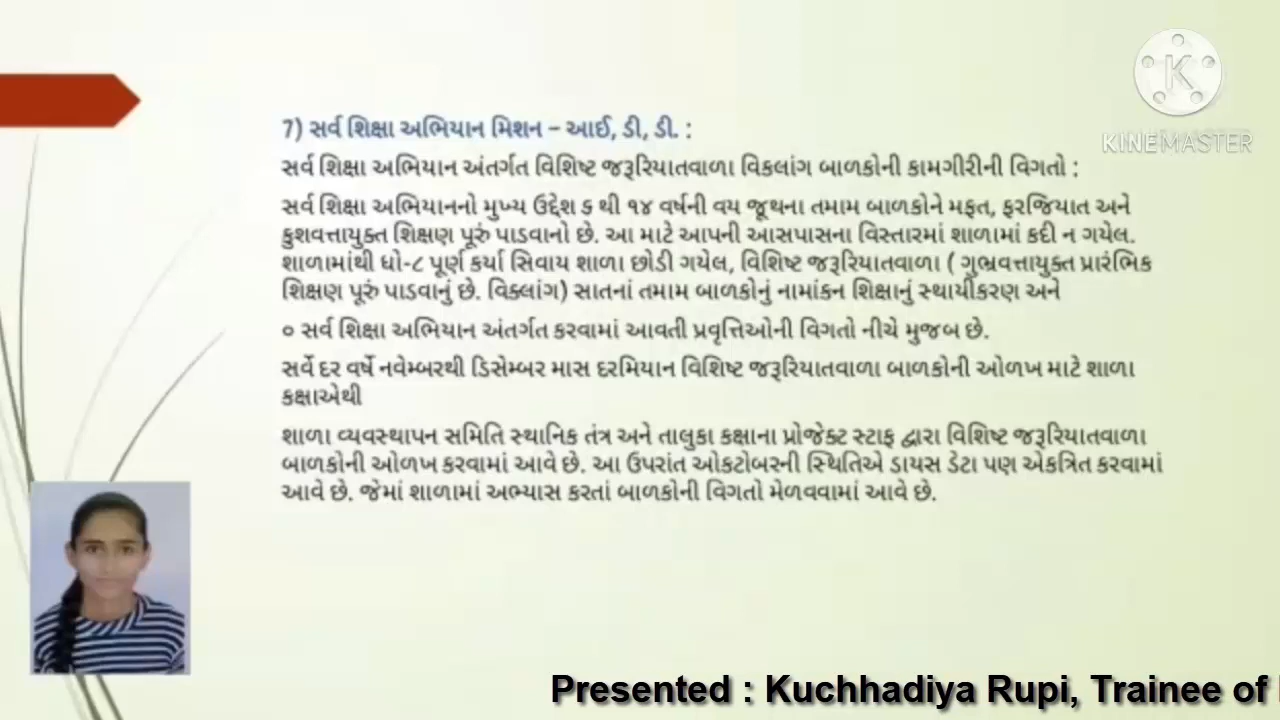 KINEMASTER
7) સર્વ શિક્ષા અભિયાન મિશન – આઈ, ડી, ડી. :
સર્વ શિક્ષા અભિયાન અંતર્ગત વિશિષ્ટ જરૂરિયાતવાળા વિકલાંગ બાળકોની કામગીરીની વિગતો :
સર્વ શિક્ષા અભિયાનનો મુખ્ય ઉદ્દેશ ૬ થી ૧૪ વર્ષની વય જૂથના તમામ બાળકોને મફત, ફરજિયાત અને
કુશવત્તાયુક્ત શિક્ષણ પૂરું પાડવાનો છે. આ માટે આપની આસપાસના વિસ્તારમાં શાળામાં કદી ન ગયેલ.
શાળામાંથી ધો-૮ પૂર્ણ કર્યા સિવાય શાળા છોડી ગયેલ, વિશિષ્ટ જરૂરિયાતવાળા ( ગુભ્રવત્તાયુક્ત પ્રારંભિક
શિક્ષણ પૂરું પાડવાનું છે. વિક્લાંગ) સાતનાં તમામ બાળકોનું નામાંકન શિક્ષાનું સ્થાયીકરણ અને
૦ સર્વ શિક્ષા અભિયાન અંતર્ગત કરવામાં આવતી પ્રવૃત્તિઓની વિગતો નીચે મુજબ છે.
સર્વે દર વર્ષે નવેમ્બરથી ડિસેમ્બર માસ દરમિયાન વિશિષ્ટ જરૂરિયાતવાળા બાળકોની ઓળખ માટે શાળા
કક્ષાએથી
શાળા વ્યવસ્થાપન સમિતિ સ્થાનિક તંત્ર અને તાલુકા કક્ષાના પ્રોજેક્ટ સ્ટાફ દ્વારા વિશિષ્ટ જરૂરિયાતવાળા
બાળકોની ઓળખ કરવામાં આવે છે. આ ઉપરાંત ઓકટોબરની સ્થિતિએ ડાયસ ડેટા પણ એકત્રિત કરવામાં
આવે છે. જેમાં શાળામાં અભ્યાસ કરતાં બાળકોની વિગતો મેળવવામાં આવે છે.
Presented : Kuchhadiya Rupi, Trainee of